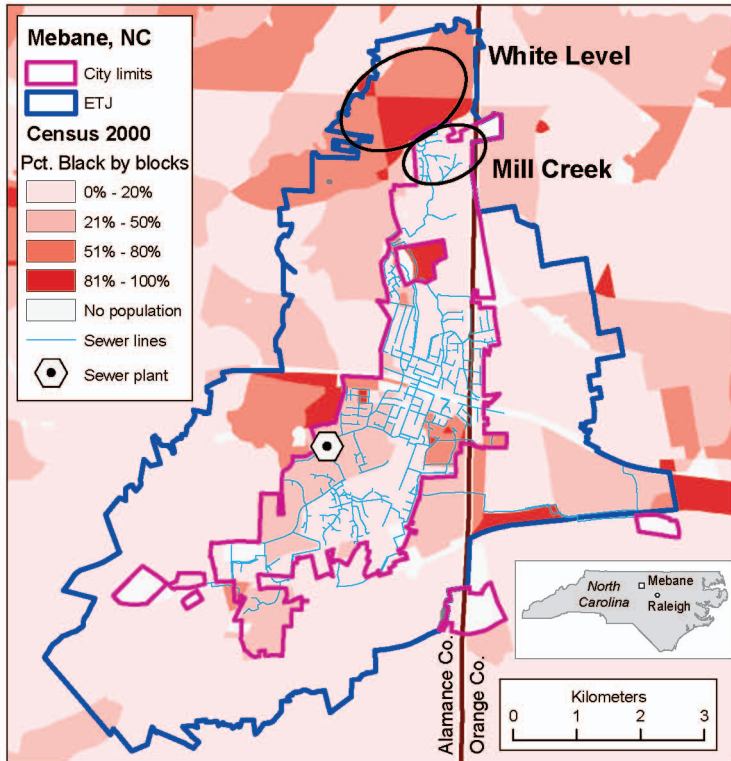 Mebane, NC
City limits
ETJ
Census 2000
Pct. Black by blocks
0% - 20%
21% - 50%
51% - 80%
81% - 100%
No population
Sewer lines
Sewer plant
White Level
Mill Creek
North
Carolina
Mebane
Raleigh
Alamance Co.
Orange Co.
Kilometers
0 1 2 3